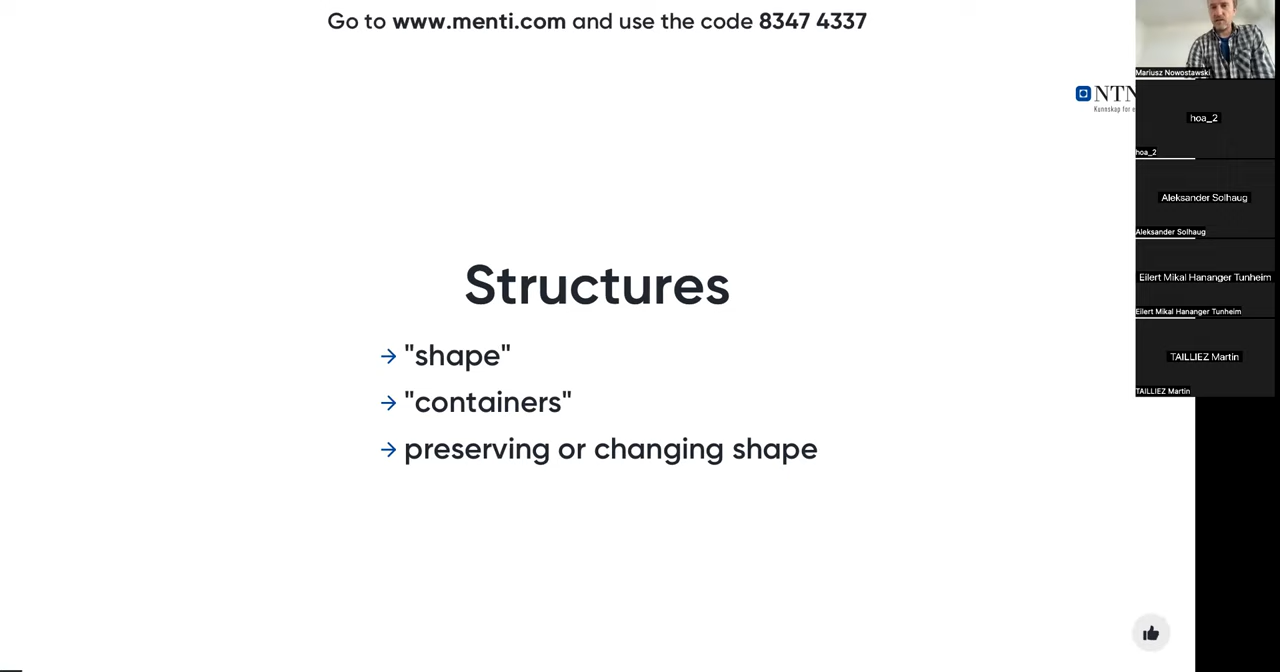 Go to www.menti.com and use the code 8347 4337
NTN
Kunnskap for e
Structures
→ "shape"
→ "containers"
→ preserving or changing shape
Mariusz Nowostawski
hoa_2
hoa_2
Aleksander Solhaug
Aleksander Solhaug
Eilert Mikal Hananger Tunheim
Eilert Mikal Hananger Tunheim
TAILLIEZ Martin
TAILLIEZ Martin